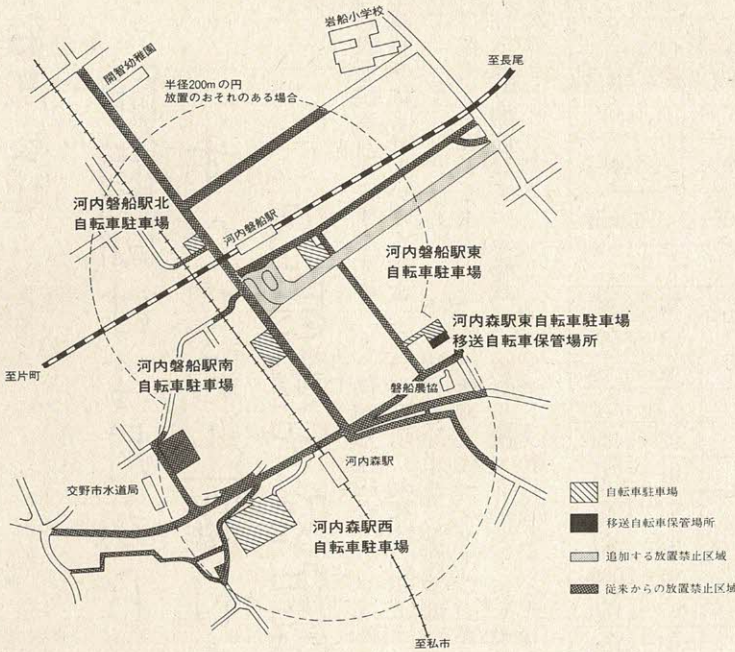 岩船小学校
至長尾
開智幼稚園
半径200mの円
放置のおそれのある場合
河内磐船駅北
自転車駐車場
河内磐船駅
河内磐船駅東
自転車駐車場
河内森駅東自転車駐車場
移送自転車保管場所
至片町
河内磐船駅南
自転車駐車場
磐船農協
河内森駅
交野市水道局
河内森駅西
自転車駐車場
至私市
自転車駐車場
移送自転車保管場所
追加する放置禁止区域
従来からの放置禁止区域